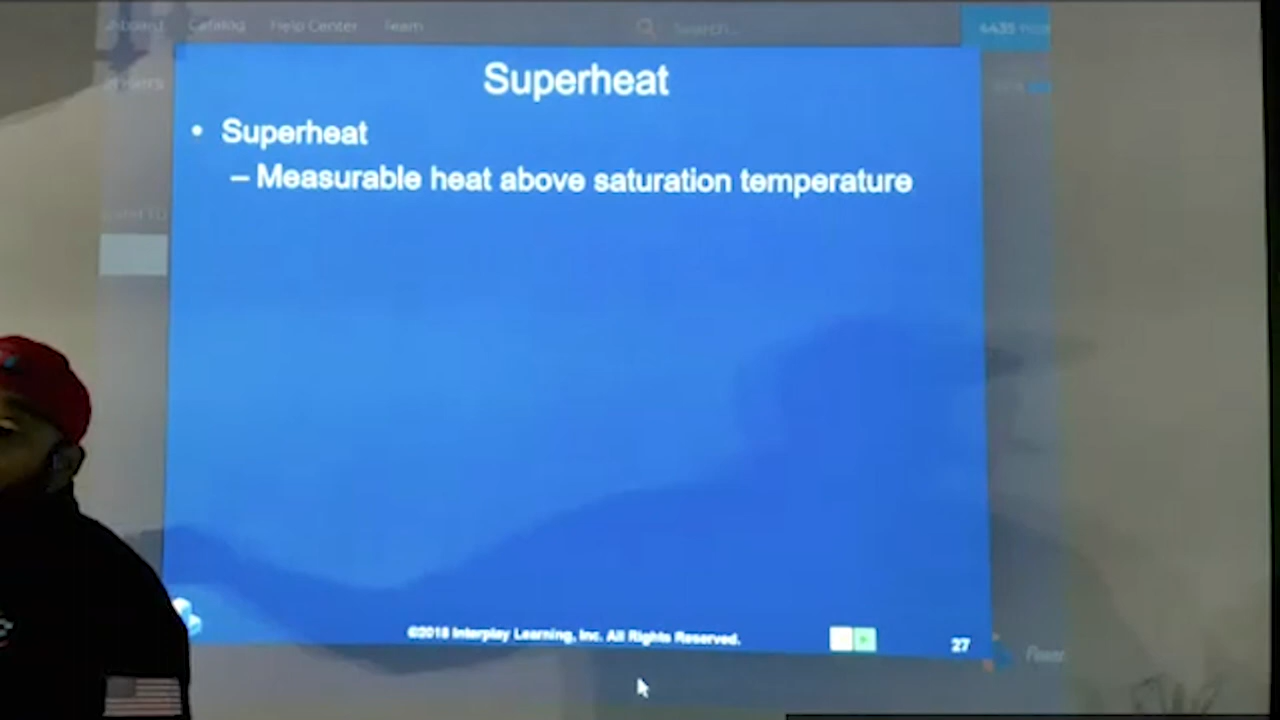 Catalog Help Center Team Search...
Superheat
• Superheat
– Measurable heat above saturation temperature
©2018 Interplay Learning, Inc. All Rights Reserved.
27